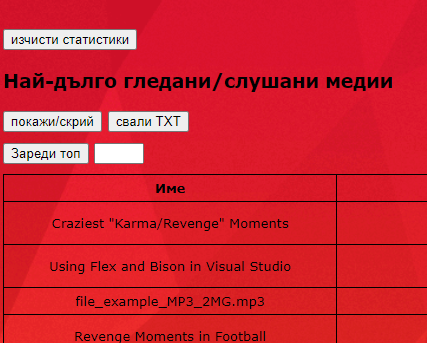 изчисти статистики
Най-дълго гледани/слушани медии
покажи/скрий свали TXT
Зареди топ
Име
Craziest "Karma/Revenge" Moments
Using Flex and Bison in Visual Studio
file_example_MP3_2MG.mp3
Revenge Moments in Football